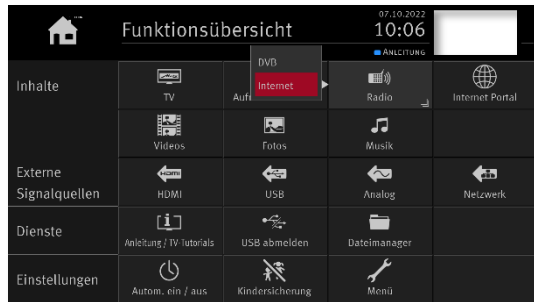 Funktionsübersicht
07.10.2022
10:06
ANLEITUNG
Inhalte
DVB
Internet
TV
Radio
Internet Portal
Videos
Fotos
Musik
Externe
Signalquellen
HDMI
HDMI
USB
Analog
Netzwerk
Dienste
Anleitung / TV-Tutorials
USB abmelden
Dateimanager
Einstellungen
Autom. ein / aus
Kindersicherung
Menü